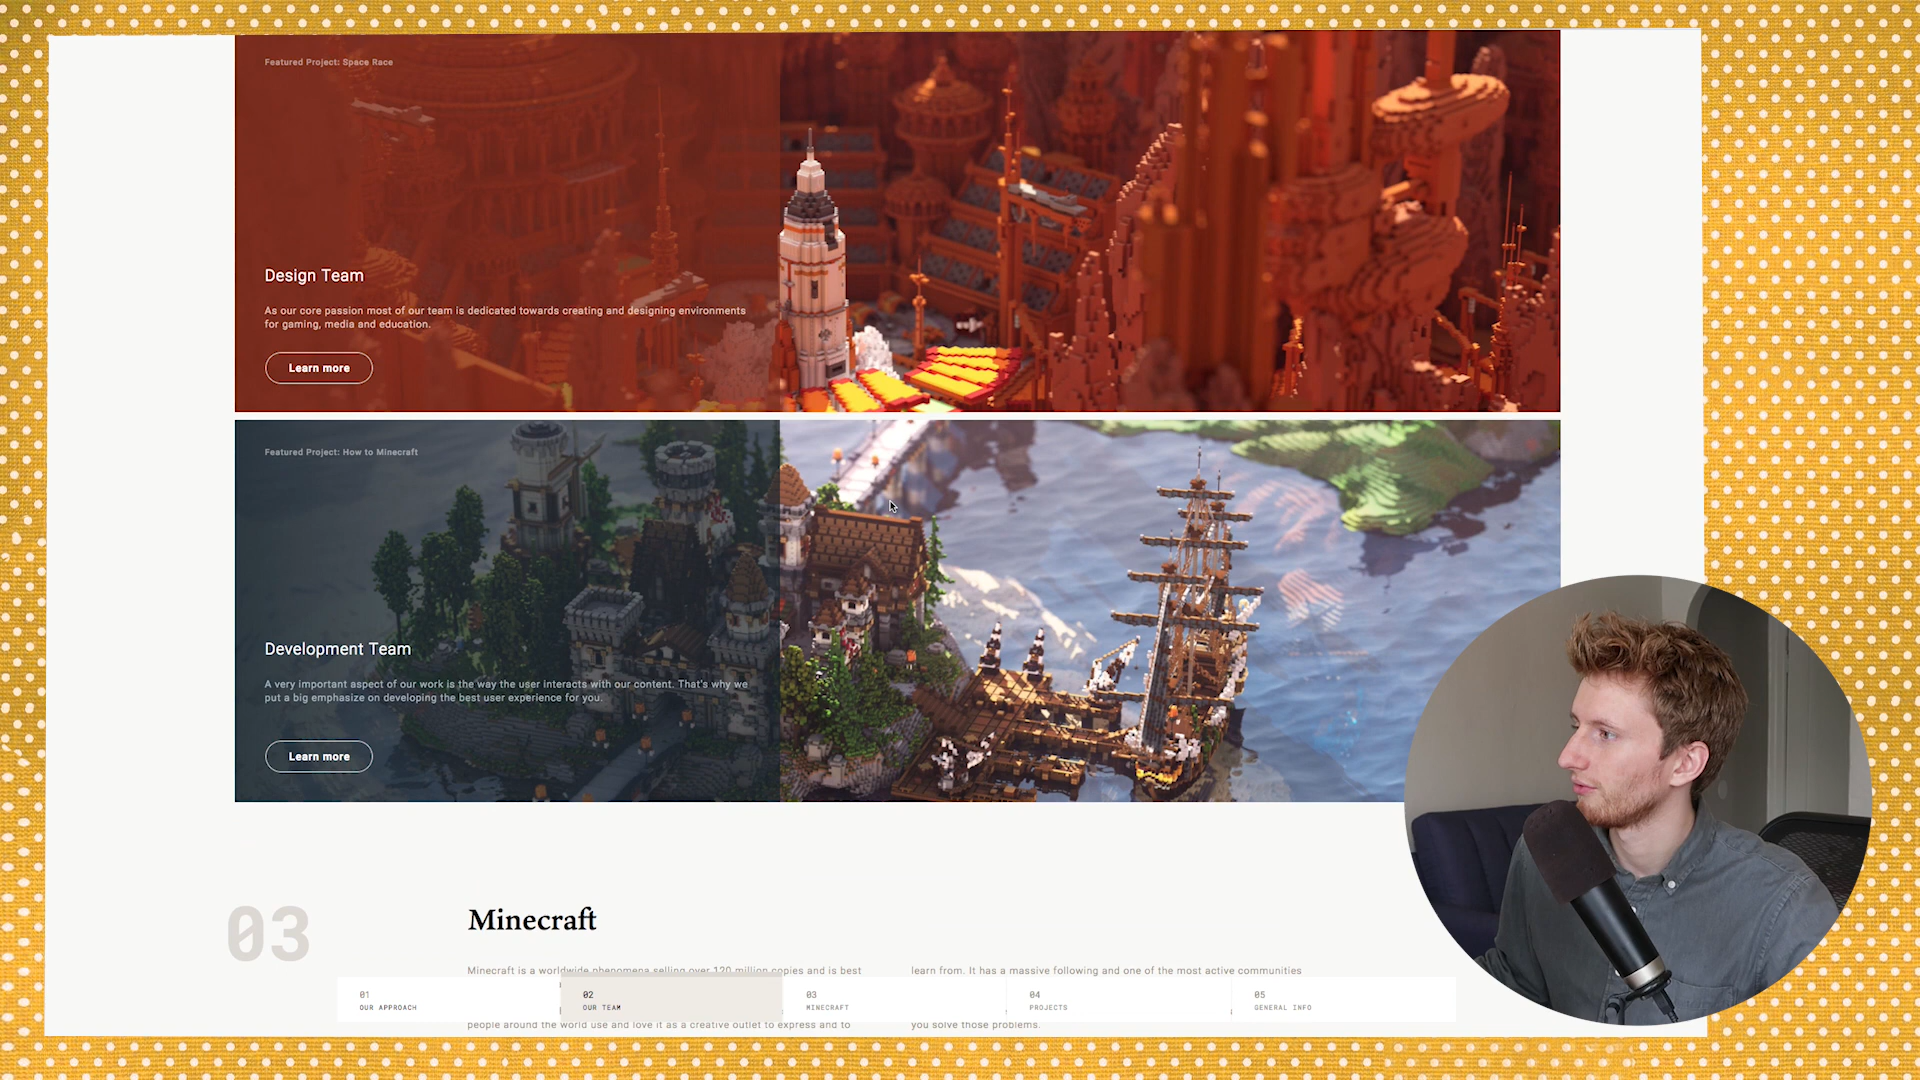 Featured Project: Space Race
Design Team
As our core passion most of our team is dedicated towards creating and designing environments
for gaming, media and education.
Learn more
Featured Project: How to Minecraft
Development Team
A very important aspect of our work is the way the user interacts with our content. That's why we
put a big emphasize on developing the best user experience for you.
Learn more
03
Minecraft
Minecraft is a worldwide phenomena selling over 120 million copies and is best
people around the world use and love it as a creative outlet to express and to
learn from. It has a massive following and one of the most active communities
you solve those problems.
01
OUR APPROACH
02
OUR TEAM
03
MINECRAFT
04
PROJECTS
05
GENERAL INFO